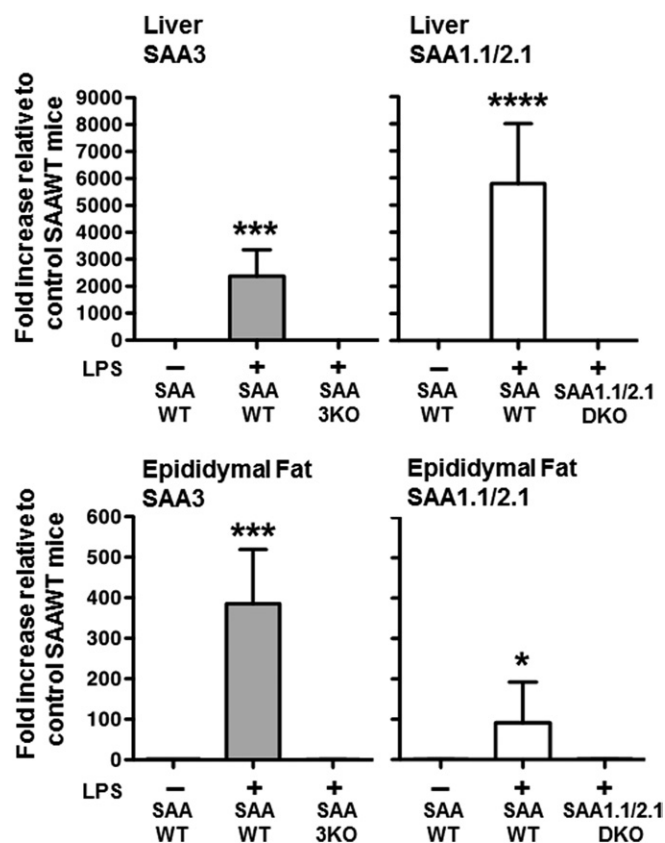 Liver
SAA3
Liver
SAA1.1/2.1
Fold increase relative to
control SAAWT mice
9000
8000
7000
6000
5000
4000
3000
2000
1000
0
***
****
LPS – + + – + +
SAA SAA SAA SAA SAA SAA1.1/2.1
WT WT 3KO WT WT DKO
Epididymal Fat
SAA3
Epididymal Fat
SAA1.1/2.1
Fold increase relative to
control SAAWT mice
600
500
400
300
200
100
0
***
*
LPS – + + – + +
SAA SAA SAA SAA SAA SAA1.1/2.1
WT WT 3KO WT WT DKO